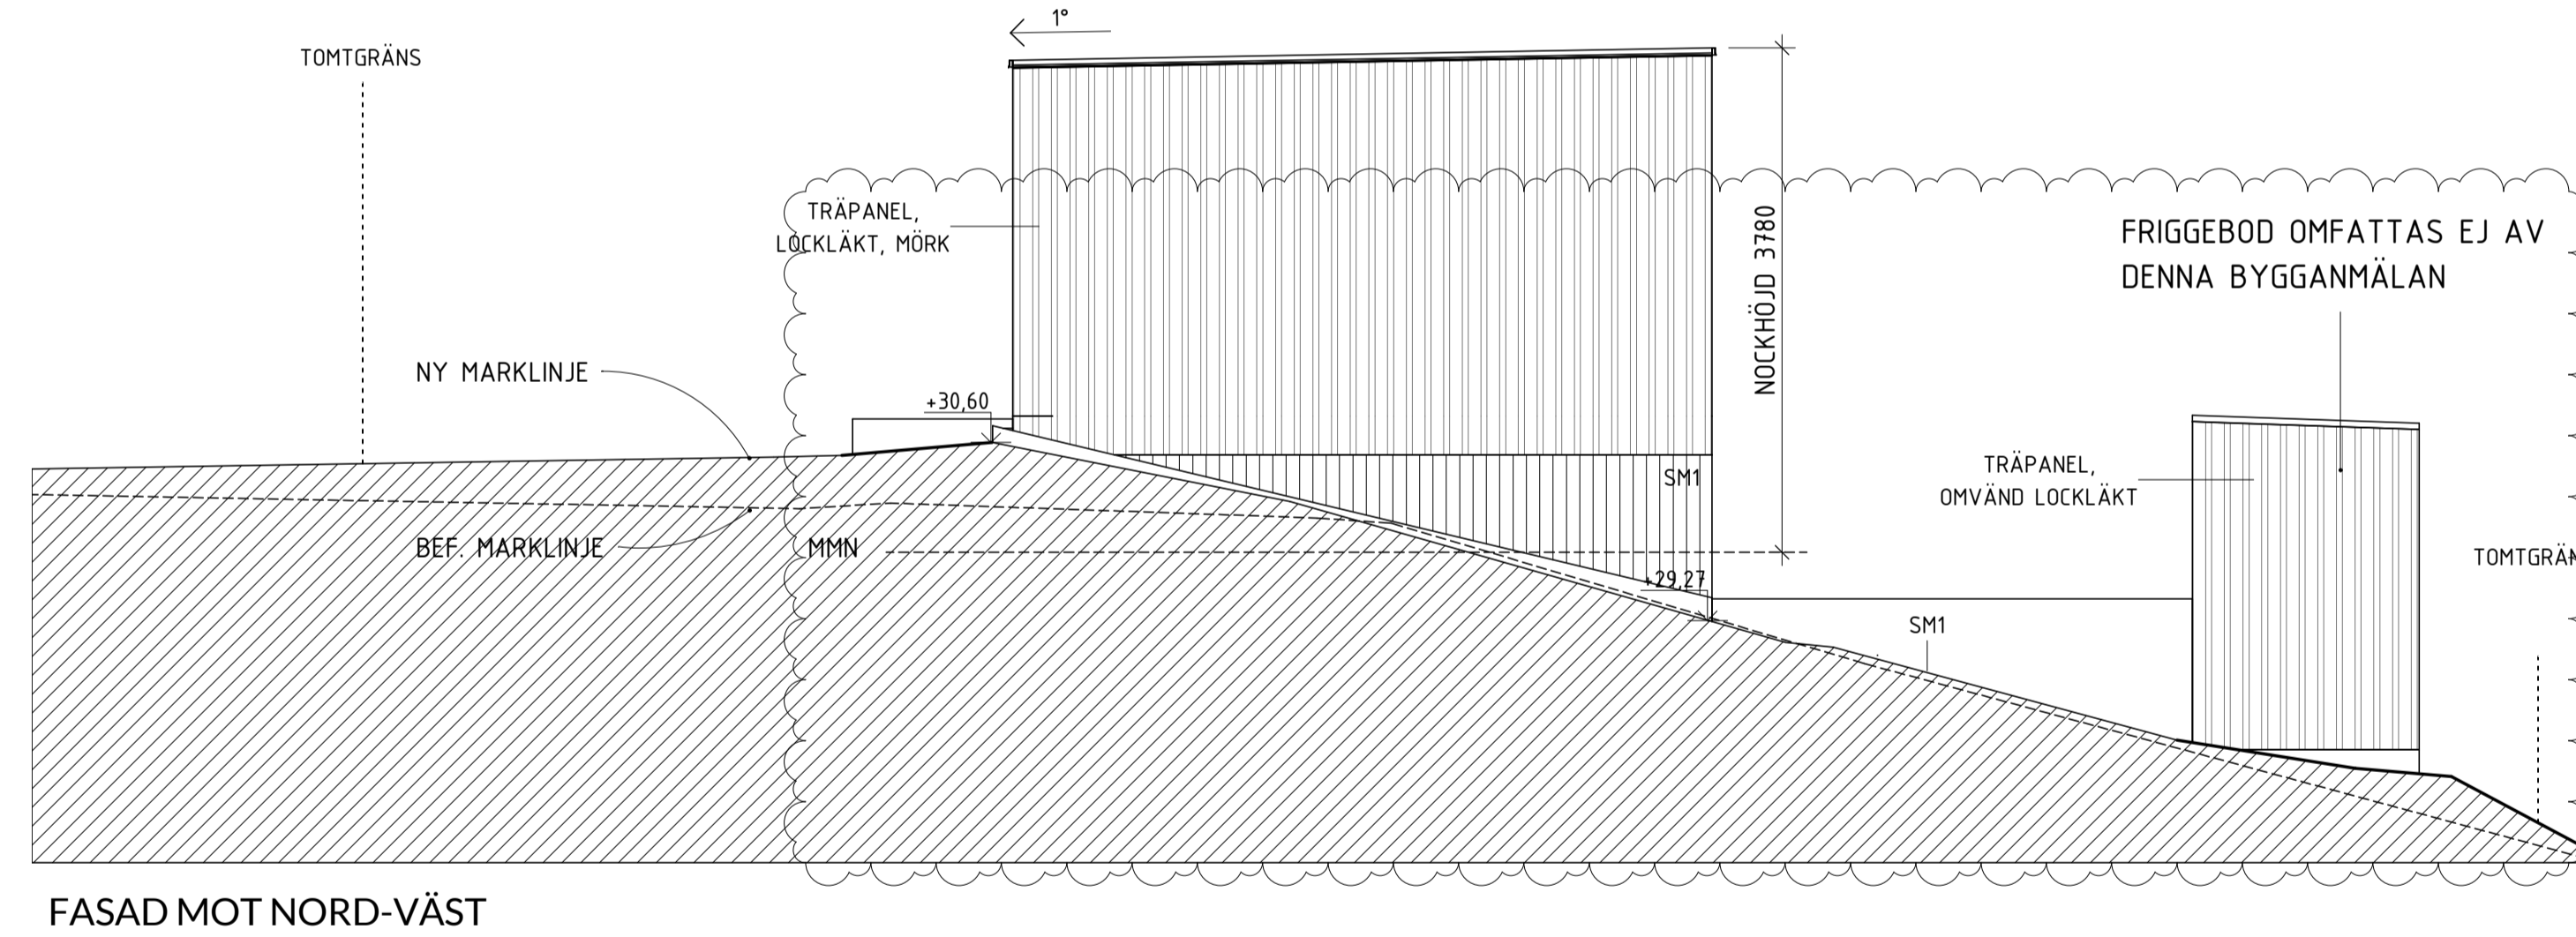 1°
TOMTGRÄNS
TRÄPANEL,
LOCKLÄKT, MÖRK
NOCKHÖJD 3780
FRIGGEBOD OMFATTAS EJ AV
DENNA BYGGANMÄLAN
NY MARKLINJE
+30,60
SM1
TRÄPANEL,
OMVÄND LOCKLÄKT
BEF. MARKLINJE
MMN
TOMTGRÄN
+29,27
SM1
FASAD MOT NORD-VÄST